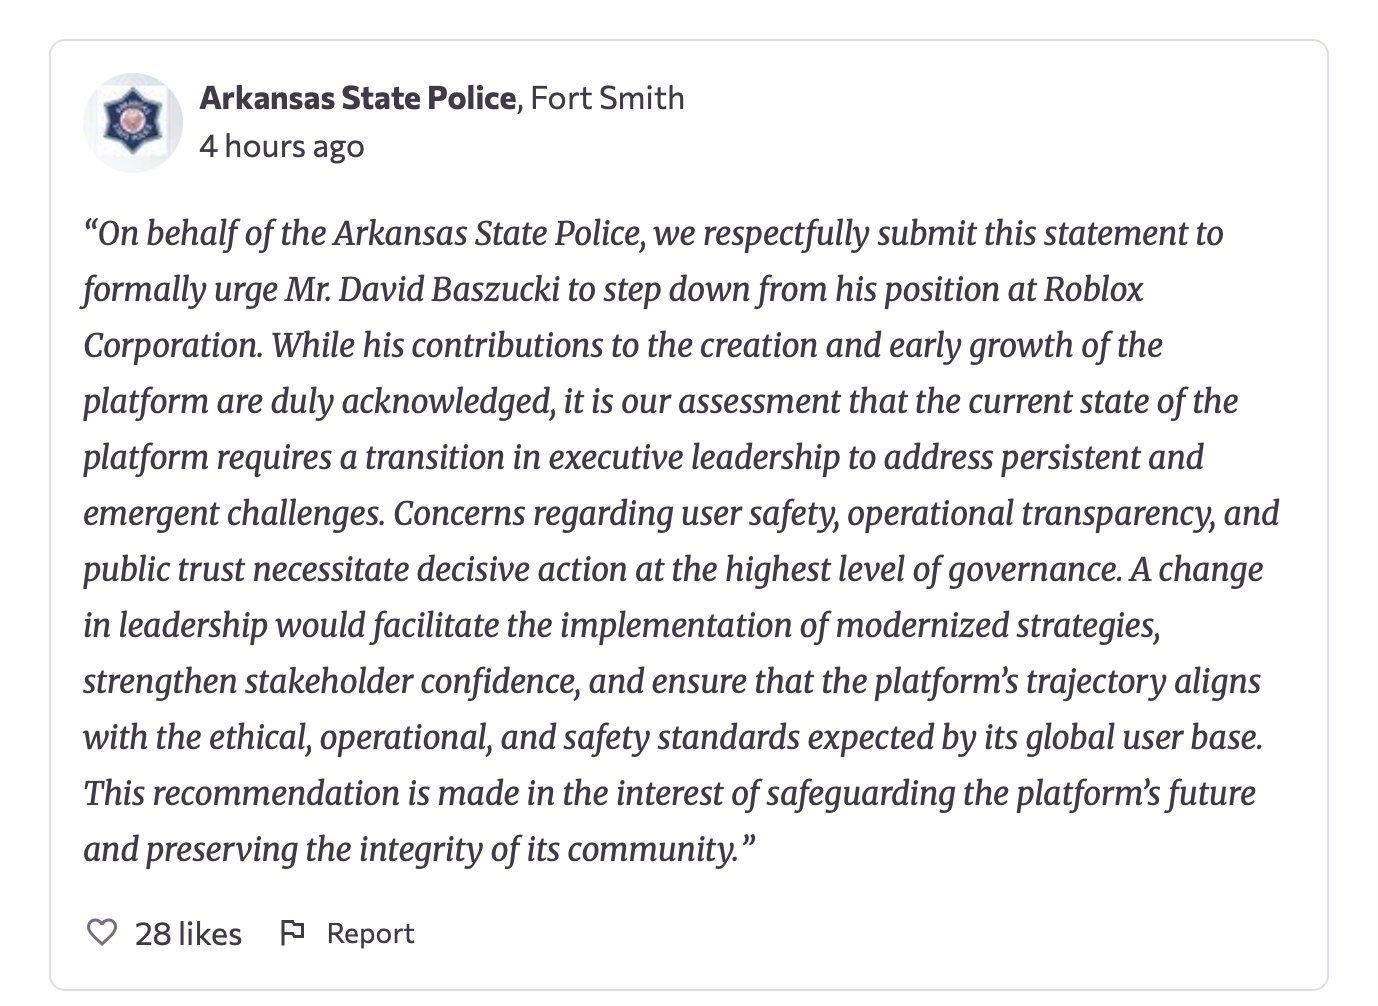 Arkansas State Police, Fort Smith
4 hours ago
“On behalf of the Arkansas State Police, we respectfully submit this statement to
formally urge Mr. David Baszucki to step down from his position at Roblox
Corporation. While his contributions to the creation and early growth of the
platform are duly acknowledged, it is our assessment that the current state of the
platform requires a transition in executive leadership to address persistent and
emergent challenges. Concerns regarding user safety, operational transparency, and
public trust necessitate decisive action at the highest level of governance. A change
in leadership would facilitate the implementation of modernized strategies,
strengthen stakeholder confidence, and ensure that the platform’s trajectory aligns
with the ethical, operational, and safety standards expected by its global user base.
This recommendation is made in the interest of safeguarding the platform’s future
and preserving the integrity of its community.”
28 likes Report